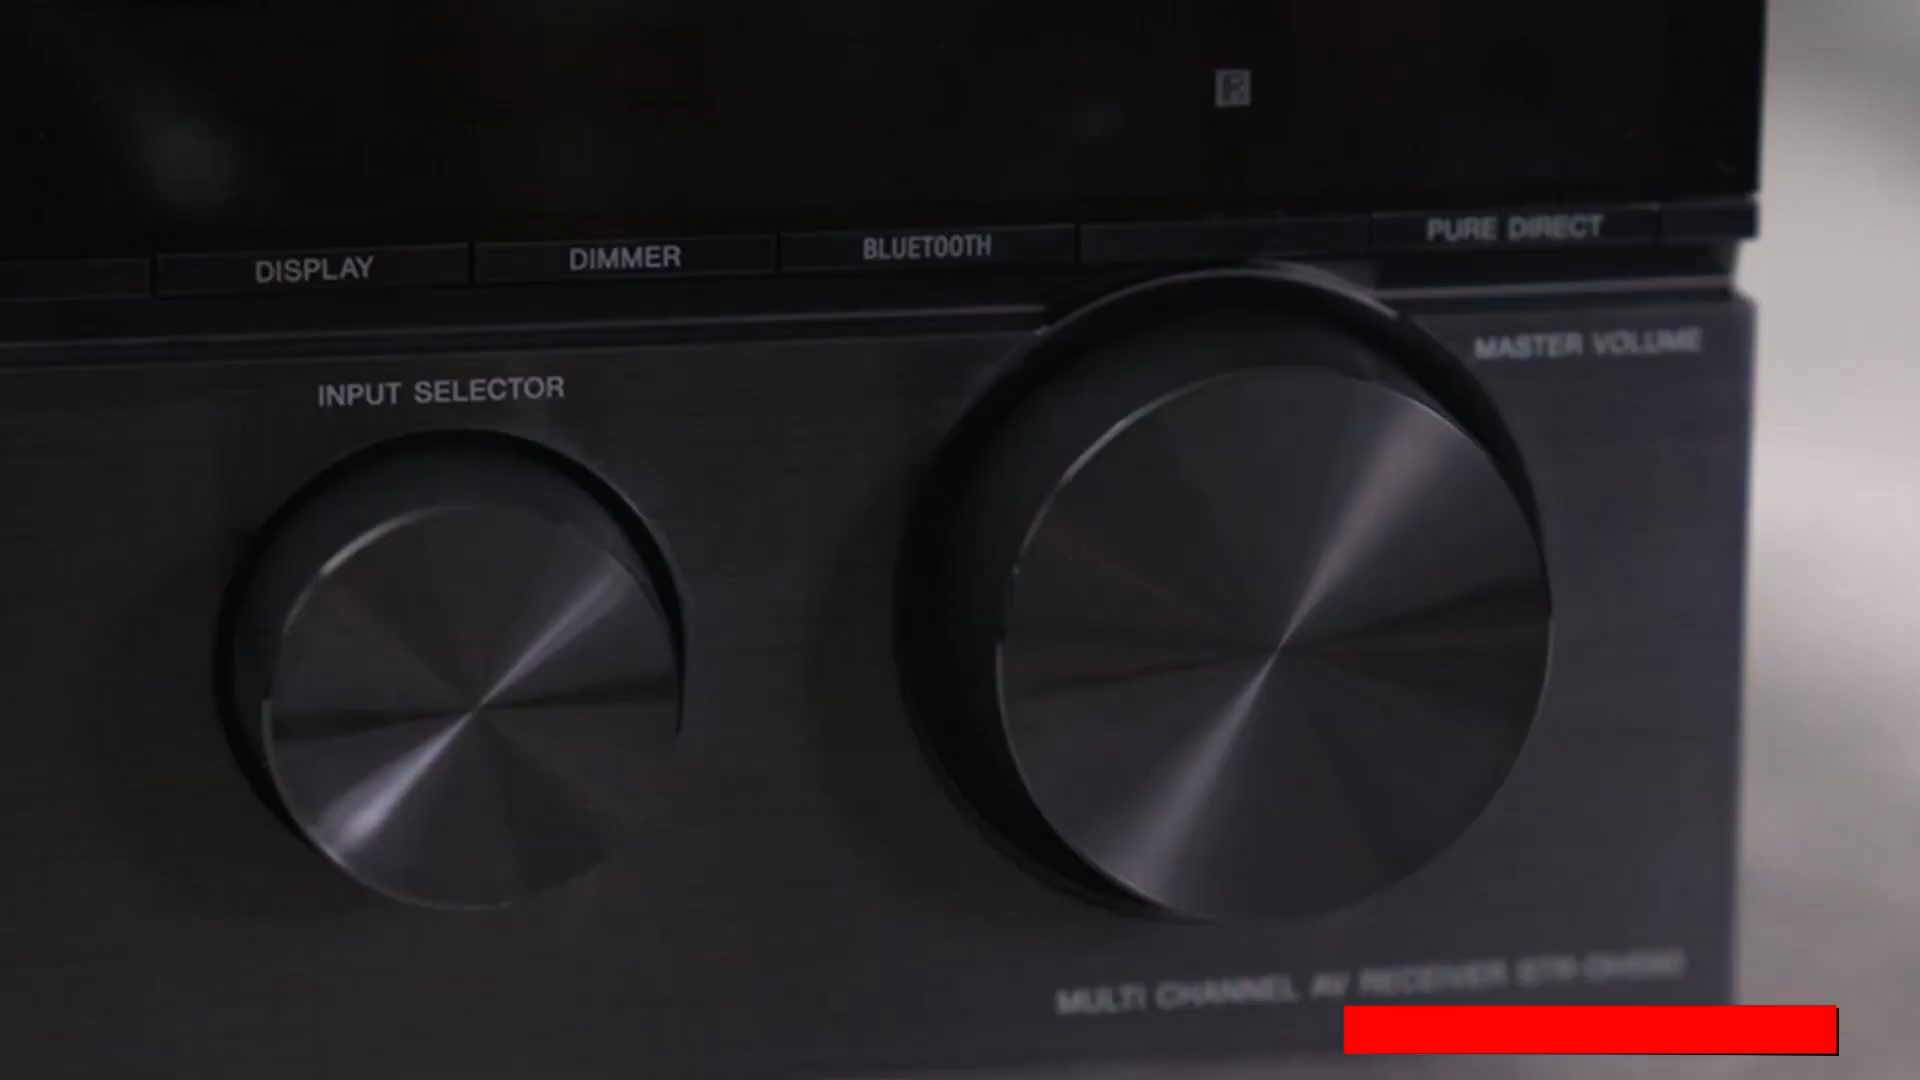 DISPLAY
DIMMER
BLUETOOTH
PURE DIRECT
INPUT SELECTOR
MASTER VOLUME
MULTI CHANNEL AV RECEIVER